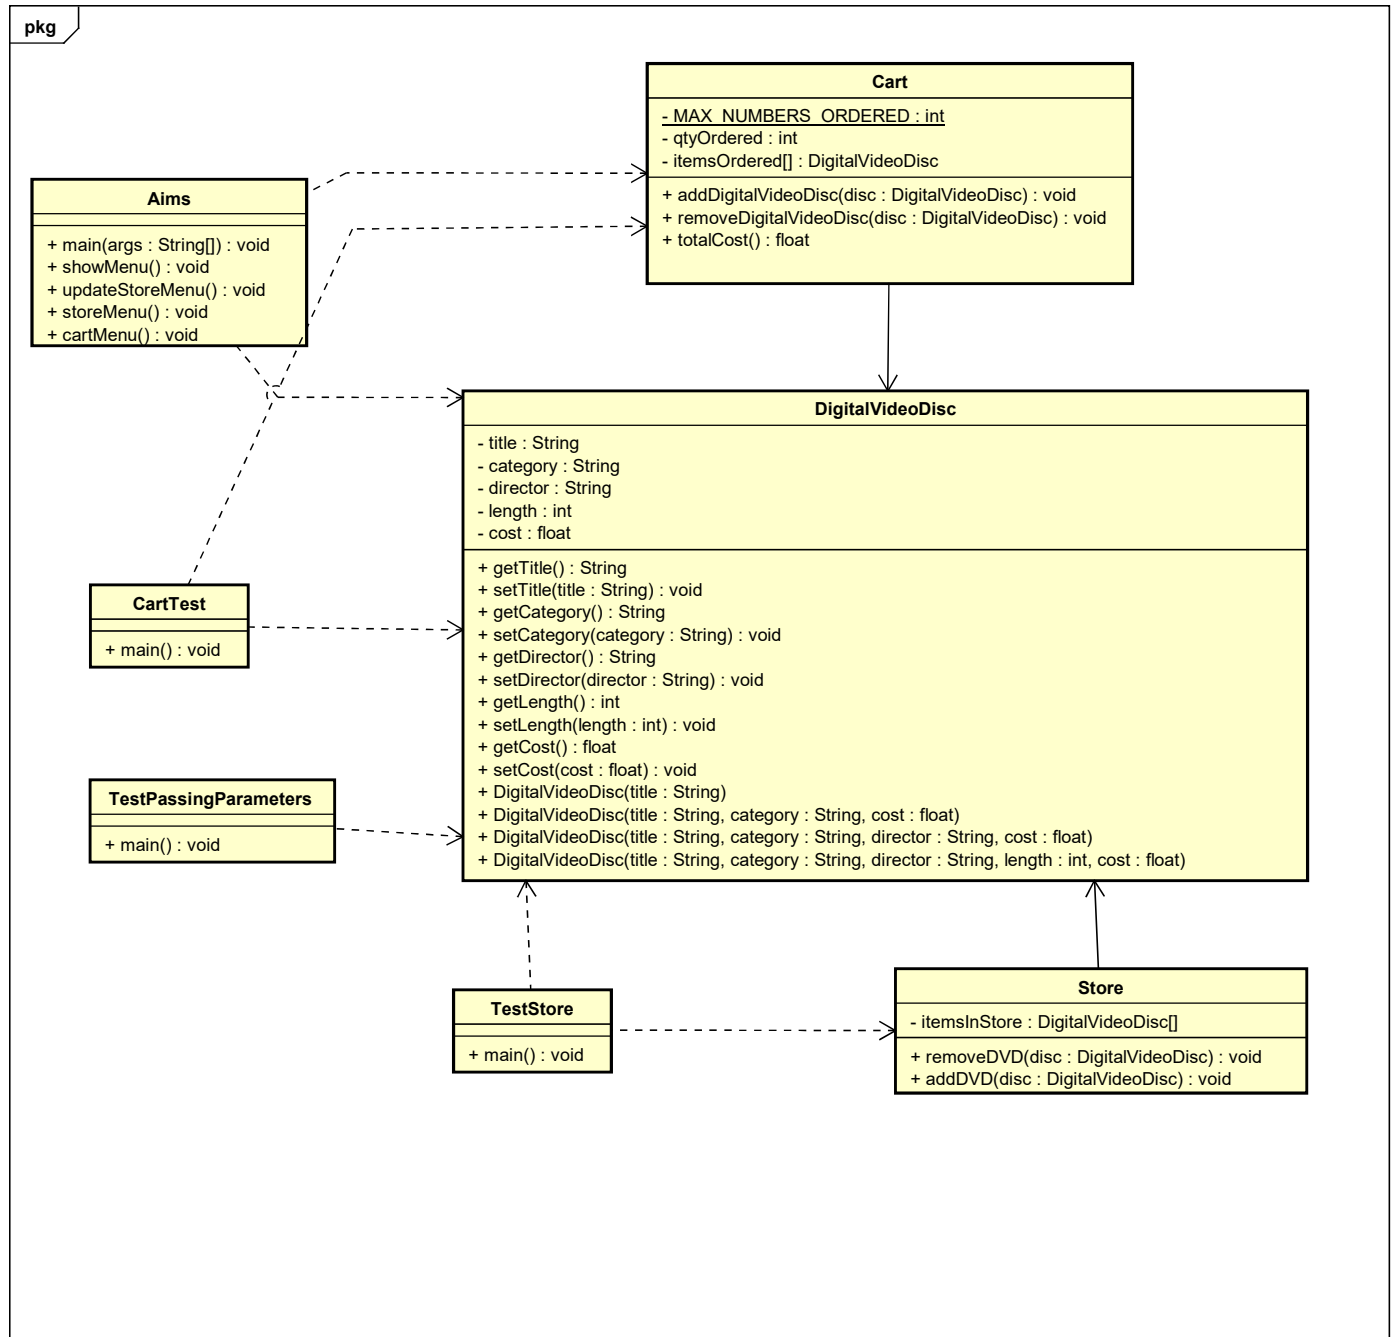 pkg
Cart
- MAX_NUMBERS_ORDERED : int
- qtyOrdered : int
- itemsOrdered[] : DigitalVideoDisc
+ addDigitalVideoDisc(disc : DigitalVideoDisc) : void
+ removeDigitalVideoDisc(disc : DigitalVideoDisc) : void
+ totalCost() : float
Aims
+ main(args : String[]) : void
+ showMenu() : void
+ updateStoreMenu() : void
+ storeMenu() : void
+ cartMenu() : void
DigitalVideoDisc
- title : String
- category : String
- director : String
- length : int
- cost : float
+ getTitle() : String
+ setTitle(title : String) : void
+ getCategory() : String
+ setCategory(category : String) : void
+ getDirector() : String
+ setDirector(director : String) : void
+ getLength() : int
+ setLength(length : int) : void
+ getCost() : float
+ setCost(cost : float) : void
+ DigitalVideoDisc(title : String)
+ DigitalVideoDisc(title : String, category : String, cost : float)
+ DigitalVideoDisc(title : String, category : String, director : String, cost : float)
+ DigitalVideoDisc(title : String, category : String, director : String, length : int, cost : float)
CartTest
+ main() : void
TestPassingParameters
+ main() : void
TestStore
+ main() : void
Store
- itemsInStore : DigitalVideoDisc[]
+ removeDVD(disc : DigitalVideoDisc) : void
+ addDVD(disc : DigitalVideoDisc) : void